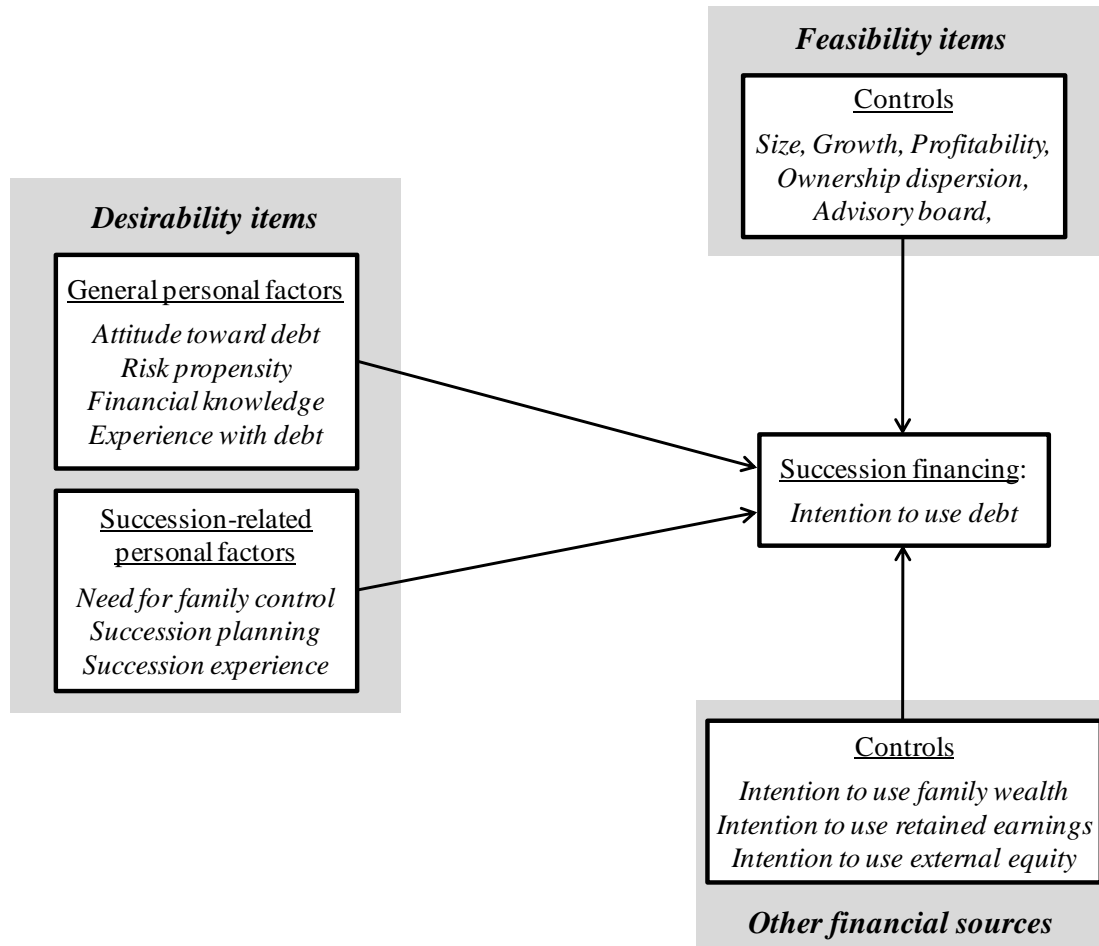 Feasibility items
Controls
Size, Growth, Profitability,
Ownership dispersion,
Advisory board,
Desirability items
General personal factors
Attitude toward debt
Risk propensity
Financial knowledge
Experience with debt
Succession-related
personal factors
Need for family control
Succession planning
Succession experience
Succession financing:
Intention to use debt
Controls
Intention to use family wealth
Intention to use retained earnings
Intention to use external equity
Other financial sources